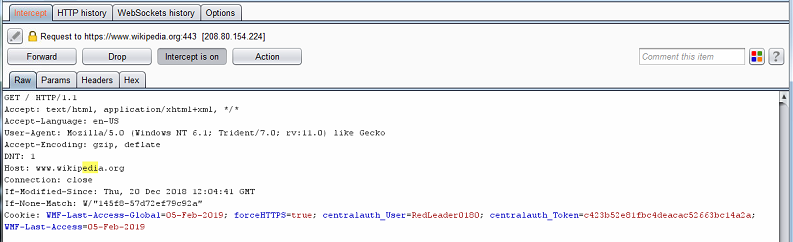 Intercept HTTP history WebSockets history Options
Request to https://www.wikipedia.org:443 [208.80.154.224]
Forward Drop Intercept is on Action Comment this item ?
Raw Params Headers Hex
GET / HTTP/1.1
Accept: text/html, application/xhtml+xml, */*
Accept-Language: en-US
User-Agent: Mozilla/5.0 (Windows NT 6.1; Trident/7.0; rv:11.0) like Gecko
Accept-Encoding: gzip, deflate
DNT: 1
Host: www.wikipedia.org
Connection: close
If-Modified-Since: Thu, 20 Dec 2018 12:04:41 GMT
If-None-Match: W/"145f8-57d72ef79c92a"
Cookie: WMF-Last-Access-Global=05-Feb-2019; forceHTTPS=true; centralauth_User=RedLeader0180; centralauth_Token=c423b52e81fbc4deacac52663bc14a2a;
WMF-Last-Access=05-Feb-2019